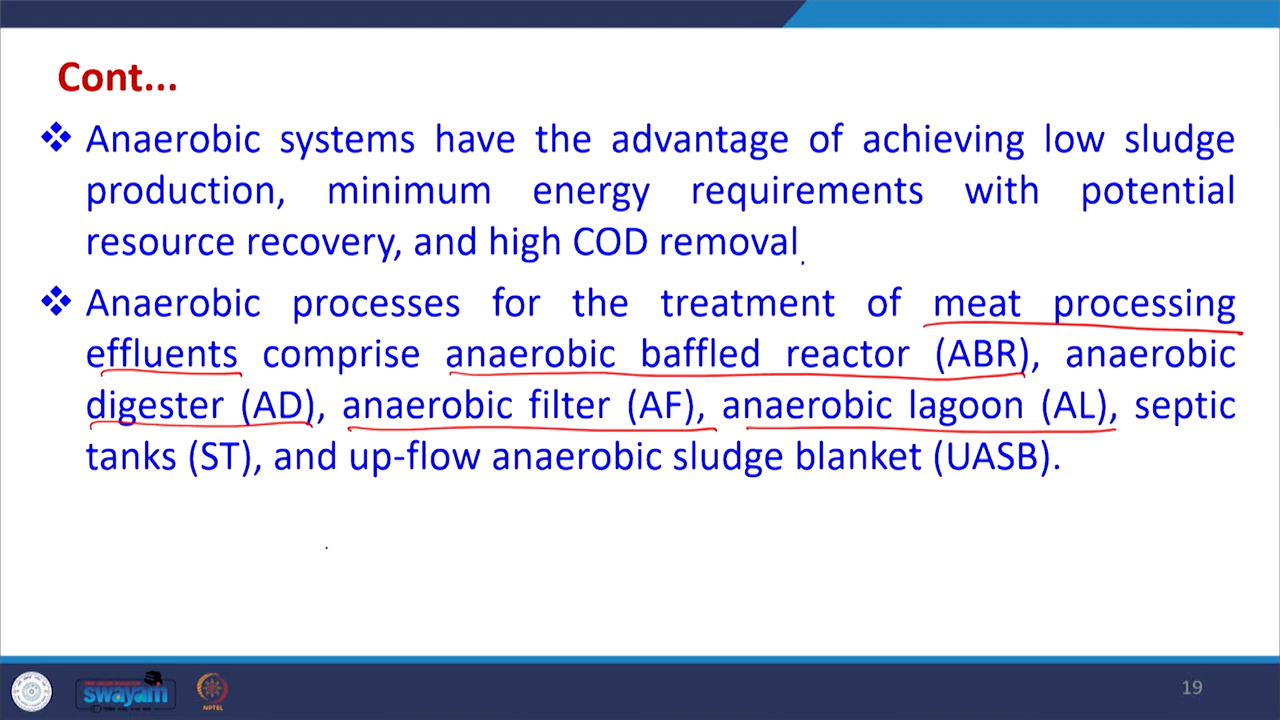 Cont...
❖ Anaerobic systems have the advantage of achieving low sludge
production, minimum energy requirements with potential
resource recovery, and high COD removal
❖ Anaerobic processes for the treatment of meat processing
effluents comprise anaerobic baffled reactor (ABR), anaerobic
digester (AD), anaerobic filter (AF), anaerobic lagoon (AL), septic
tanks (ST), and up-flow anaerobic sludge blanket (UASB).
swayam
NPTEL
19